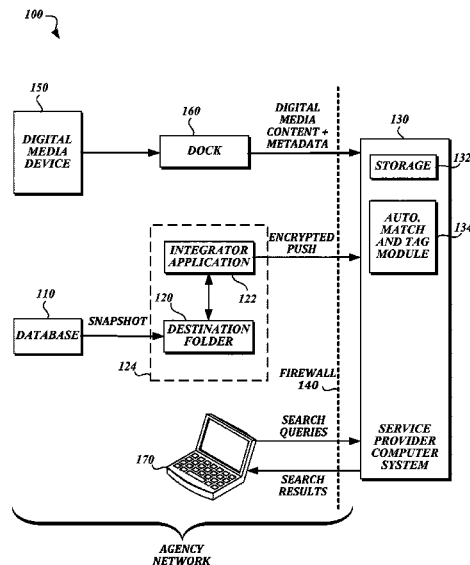 100
150
DIGITAL
MEDIA
DEVICE
160
DOCK
DIGITAL
MEDIA
CONTENT +
METADATA
130
STORAGE
132
AUTO.
MATCH
AND TAG
MODULE
134
INTEGRATOR
APPLICATION
122
ENCRYPTED
PUSH
110
DATABASE
SNAPSHOT
120
DESTINATION
FOLDER
124
FIREWALL
140
170
SEARCH
QUERIES
SEARCH
RESULTS
SERVICE
PROVIDER
COMPUTER
SYSTEM
AGENCY
NETWORK